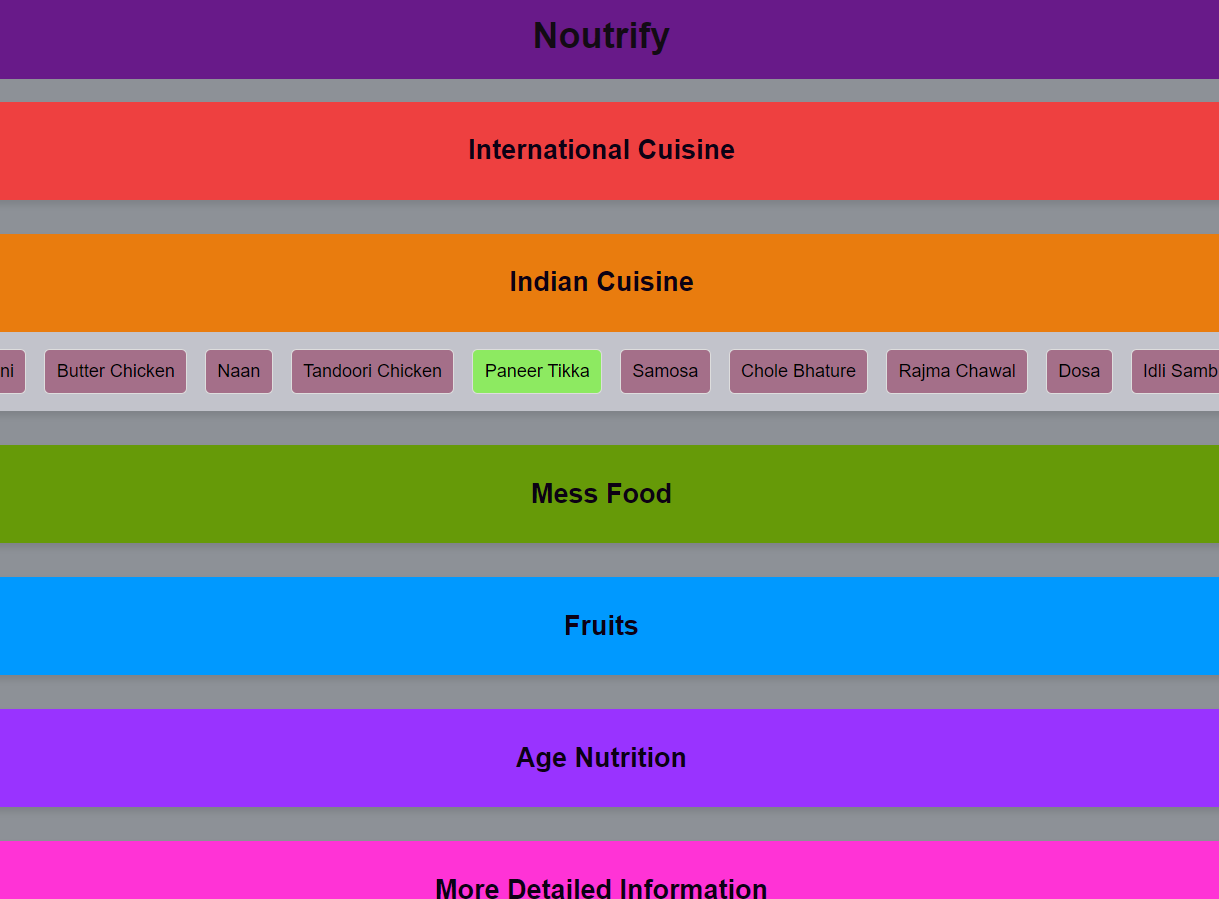 Noutrify
International Cuisine
Indian Cuisine
ni Butter Chicken Naan Tandoori Chicken Paneer Tikka Samosa Chole Bhature Rajma Chawal Dosa Idli Samb
Mess Food
Fruits
Age Nutrition
More Detailed Information